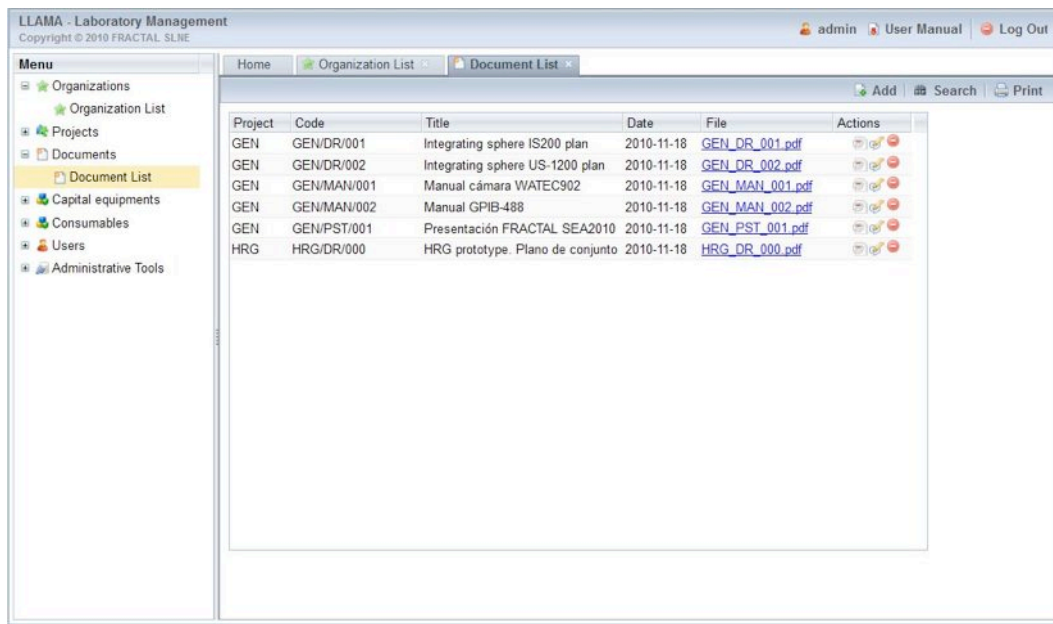 LLAMA - Laboratory Management
Copyright © 2010 FRACTAL SLNE
admin User Manual Log Out
Menu
Organizations
Organization List
Projects
Documents
Document List
Capital equipments
Consumables
Users
Administrative Tools
Home Organization List Document List
Add Search Print
Project Code Title Date File Actions
GEN GEN/DR/001 Integrating sphere IS200 plan 2010-11-18 GEN_DR_001.pdf
GEN GEN/DR/002 Integrating sphere US-1200 plan 2010-11-18 GEN_DR_002.pdf
GEN GEN/MAN/001 Manual cámara WATEC902 2010-11-18 GEN_MAN_001.pdf
GEN GEN/MAN/002 Manual GPIB-488 2010-11-18 GEN_MAN_002.pdf
GEN GEN/PST/001 Presentación FRACTAL SEA2010 2010-11-18 GEN_PST_001.pdf
HRG HRG/DR/000 HRG prototype. Plano de conjunto 2010-11-18 HRG_DR_000.pdf